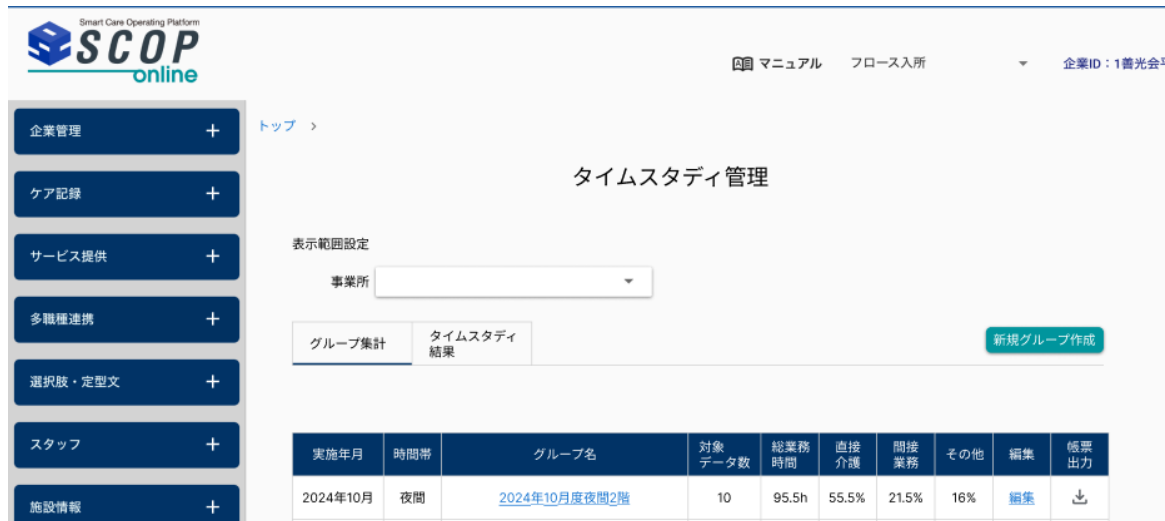 Smart Care Operating Platform
SCOP
online
マニュアル
フロース入所
企業ID：1善光会
企業管理 +
トップ >
タイムスタディ管理
ケア記録 +
表示範囲設定
サービス提供 +
事業所
多職種連携 +
グループ集計
タイムスタディ
結果
新規グループ作成
選択肢・定型文 +
スタッフ +
実施年月 時間帯 グループ名 対象データ数 総業務時間 直接介護 間接業務 その他 編集 帳票出力
施設情報 +
2024年10月 夜間 2024年10月度夜間2階 10 95.5h 55.5% 21.5% 16% 編集